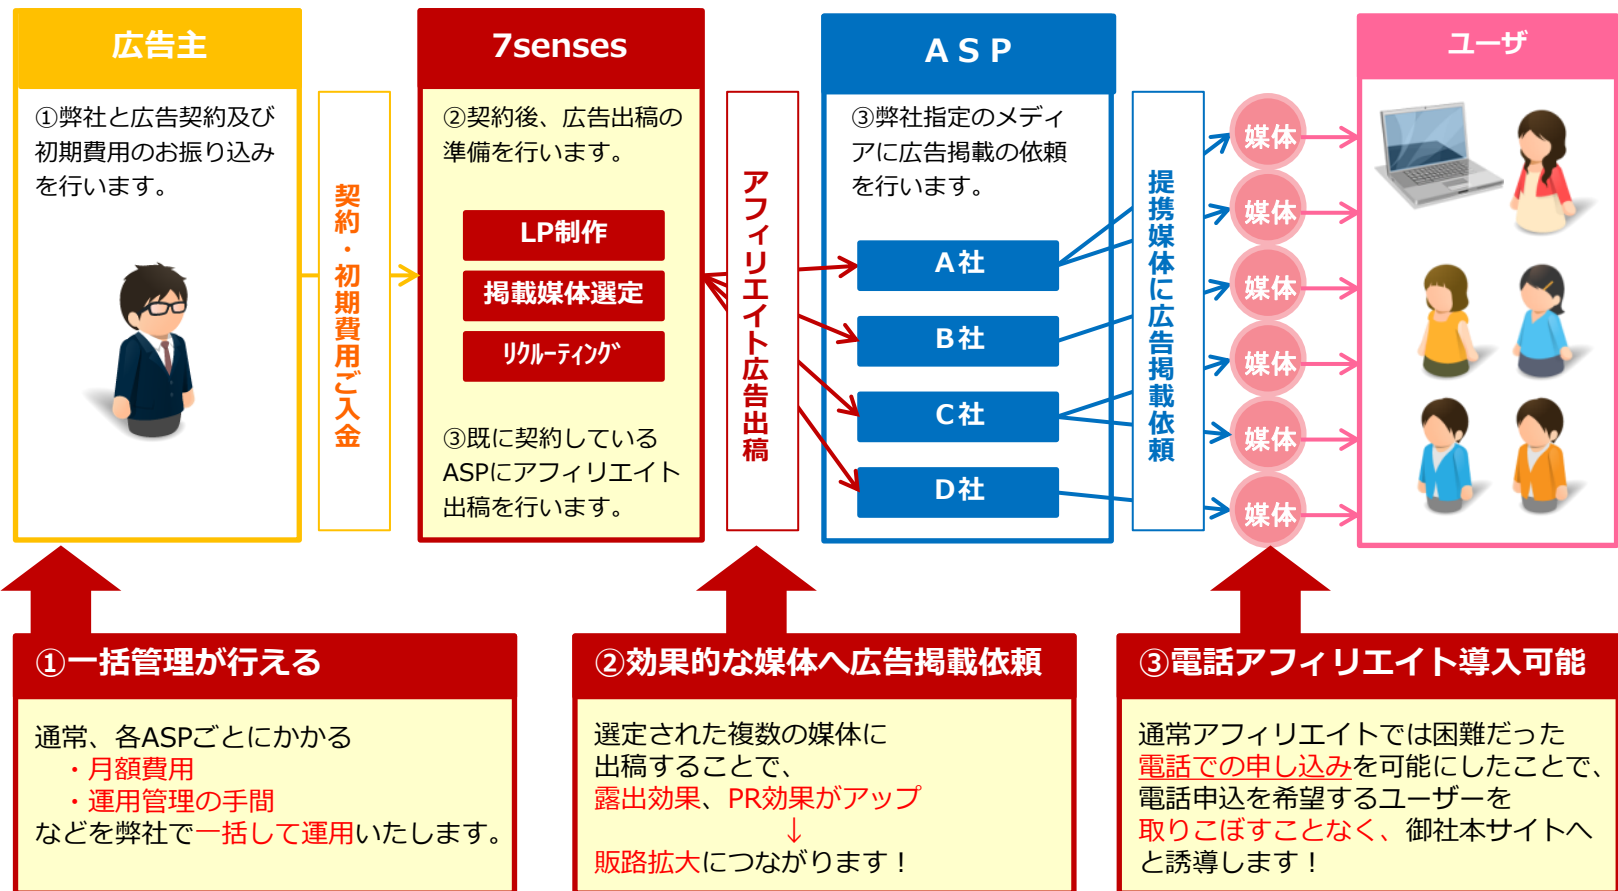 広告主
①弊社と広告契約及び
初期費用のお振り込み
を行います。
契約・初期費用ご入金
7senses
②契約後、広告出稿の
準備を行います。
LP制作
掲載媒体選定
ﾘｸﾙｰﾃｨﾝｸﾞ
③既に契約している
ASPにアフィリエイト
出稿を行います。
アフィリエイト広告出稿
ＡＳＰ
③弊社指定のメディ
アに広告掲載の依頼
を行います。
Ａ社
Ｂ社
Ｃ社
Ｄ社
提携媒体に広告掲載依頼
媒体
媒体
媒体
媒体
媒体
媒体
ユーザ
①一括管理が行える
通常、各ASPごとにかかる
・月額費用
・運用管理の手間
などを弊社で一括して運用いたします。
②効果的な媒体へ広告掲載依頼
選定された複数の媒体に
出稿することで、
露出効果、PR効果がアップ
↓
販路拡大につながります！
③電話アフィリエイト導入可能
通常アフィリエイトでは困難だった
電話での申し込みを可能にしたことで、
電話申込を希望するユーザーを
取りこぼすことなく、御社本サイトへ
と誘導します！